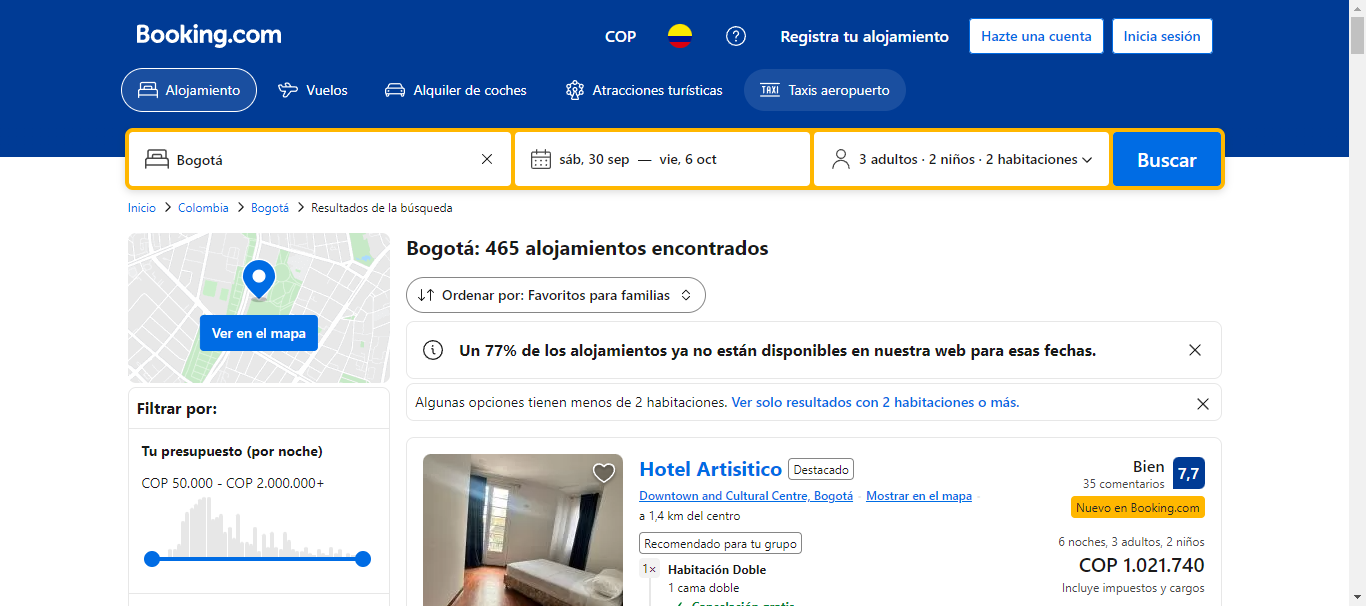 Booking.com
COP
Registra tu alojamiento
Hazte una cuenta
Inicia sesión
Alojamiento
Vuelos
Alquiler de coches
Atracciones turísticas
TAXI Taxis aeropuerto
Bogotá
sáb, 30 sep — vie, 6 oct
3 adultos · 2 niños · 2 habitaciones
Buscar
Inicio > Colombia > Bogotá > Resultados de la búsqueda
Ver en el mapa
Filtrar por:
Tu presupuesto (por noche)
COP 50.000 - COP 2.000.000+
Bogotá: 465 alojamientos encontrados
Ordenar por: Favoritos para familias
Un 77% de los alojamientos ya no están disponibles en nuestra web para esas fechas.
Algunas opciones tienen menos de 2 habitaciones. Ver solo resultados con 2 habitaciones o más.
Hotel Artisitico
Destacado
Downtown and Cultural Centre, Bogotá · Mostrar en el mapa ·
a 1,4 km del centro
Recomendado para tu grupo
1× Habitación Doble
1 cama doble
Cancelación gratis
Bien
35 comentarios
7,7
Nuevo en Booking.com
6 noches, 3 adultos, 2 niños
COP 1.021.740
Incluye impuestos y cargos